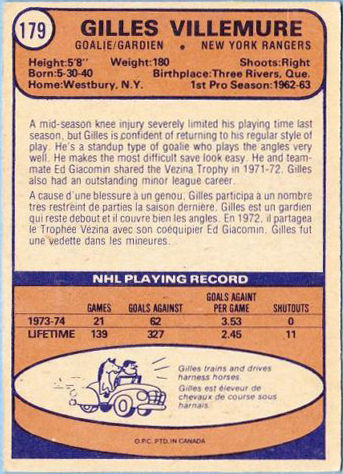 179
GILLES VILLEMURE
GOALIE/GARDIEN • NEW YORK RANGERS
Height:5'8" Weight:180 Shoots:Right
Born:5-30-40 Birthplace:Three Rivers, Que.
Home:Westbury, N.Y. 1st Pro Season:1962-63
A mid-season knee injury severely limited his playing time last
season, but Gilles is confident of returning to his regular style of
play. He's a standup type of goalie who plays the angles very
well. He makes the most difficult save look easy. He and team-
mate Ed Giacomin shared the Vezina Trophy in 1971-72. Gilles
also had an outstanding minor league career.
A cause d'une blessure à un genou, Gilles participa à un nombre
tres restreint de parties la saison derniere. Gilles est un gardien
qui reste debout et il couvre bien les angles. En 1972, il partagea
le Trophée Vezina avec son coéquipier Ed Giacomin. Gilles fut
une vedette dans les mineures.
NHL PLAYING RECORD
GAMES GOALS AGAINST GOALS AGAINT PER GAME SHUTOUTS
1973-74 21 62 3.53 0
LIFETIME 139 327 2.45 11
Gilles trains and drives
harness horses.
Gilles est éleveur de
chevaux de course sous
harnais.
O.P.C. PTD. IN CANADA